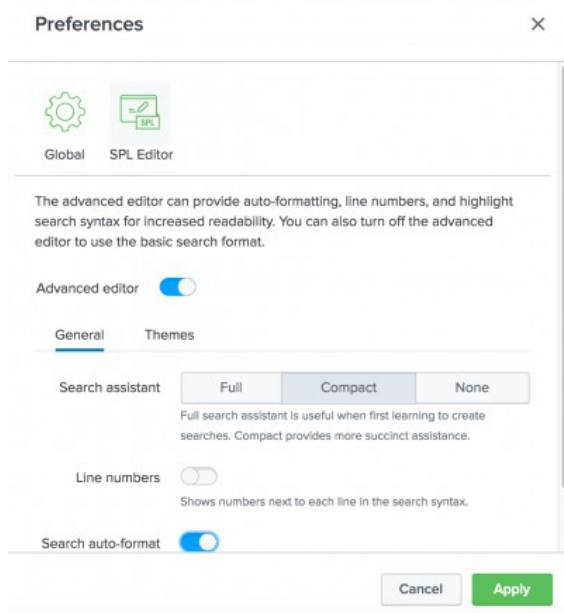 Preferences
SPL
Global SPL Editor
The advanced editor can provide auto-formatting, line numbers, and highlight
search syntax for increased readability. You can also turn off the advanced
editor to use the basic search format.
Advanced editor
General Themes
Search assistant Full Compact None
Full search assistant is useful when first learning to create
searches. Compact provides more succinct assistance.
Line numbers
Shows numbers next to each line in the search syntax.
Search auto-format
Cancel Apply